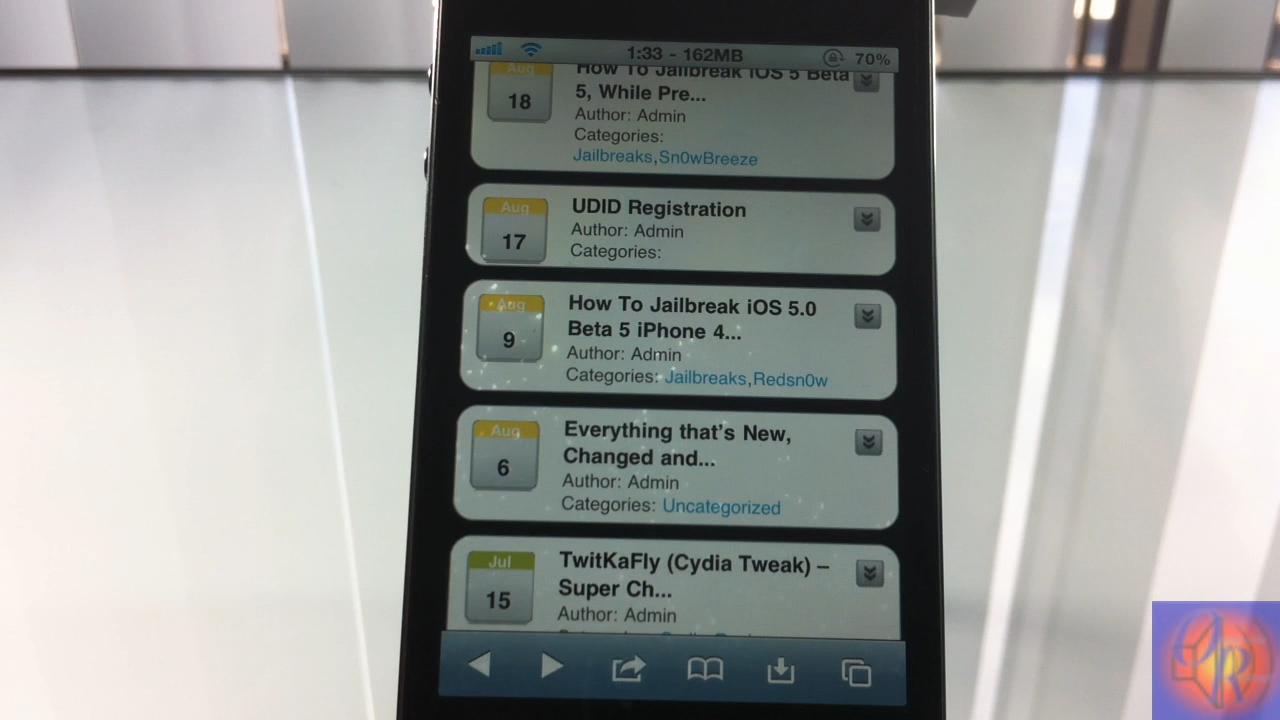 1:33 - 162MB
70%
Aug
18
How To Jailbreak iOS 5 Beta
5, While Pre...
Author: Admin
Categories:
Jailbreaks,Sn0wBreeze
Aug
17
UDID Registration
Author: Admin
Categories:
Aug
9
How To Jailbreak iOS 5.0
Beta 5 iPhone 4...
Author: Admin
Categories: Jailbreaks,Redsn0w
Aug
6
Everything that's New,
Changed and...
Author: Admin
Categories: Uncategorized
Jul
15
TwitKaFly (Cydia Tweak) –
Super Ch...
Author: Admin